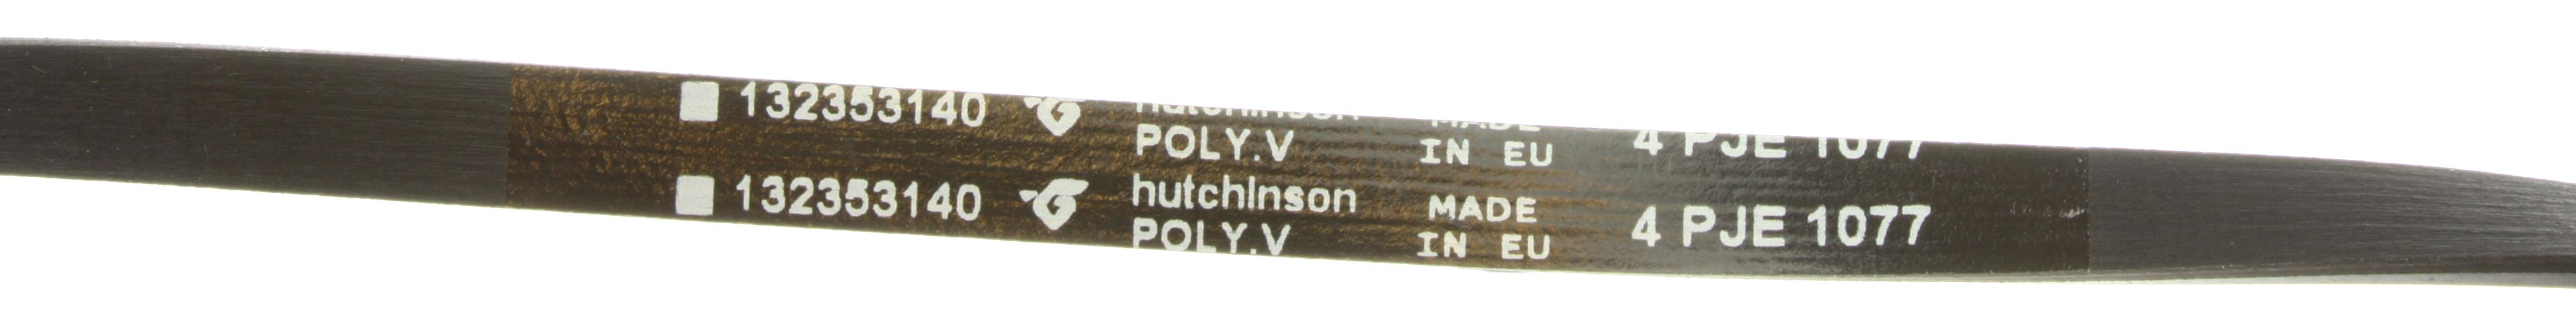 132353140 hutchinson MADE 4 PJE 1077
POLY.V IN EU
132353140 hutchinson MADE 4 PJE 1077
POLY.V IN EU